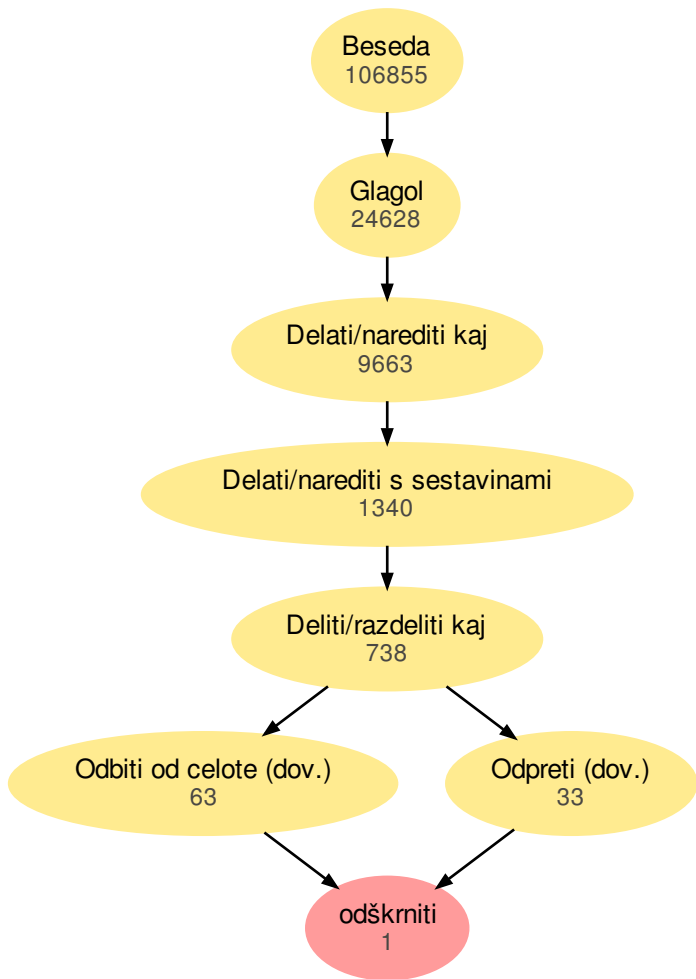 Beseda
106855
Glagol
24628
Delati/narediti kaj
9663
Delati/narediti s sestavinami
1340
Deliti/razdeliti kaj
738
Odbiti od celote (dov.)
63
Odpreti (dov.)
33
odškrniti
1